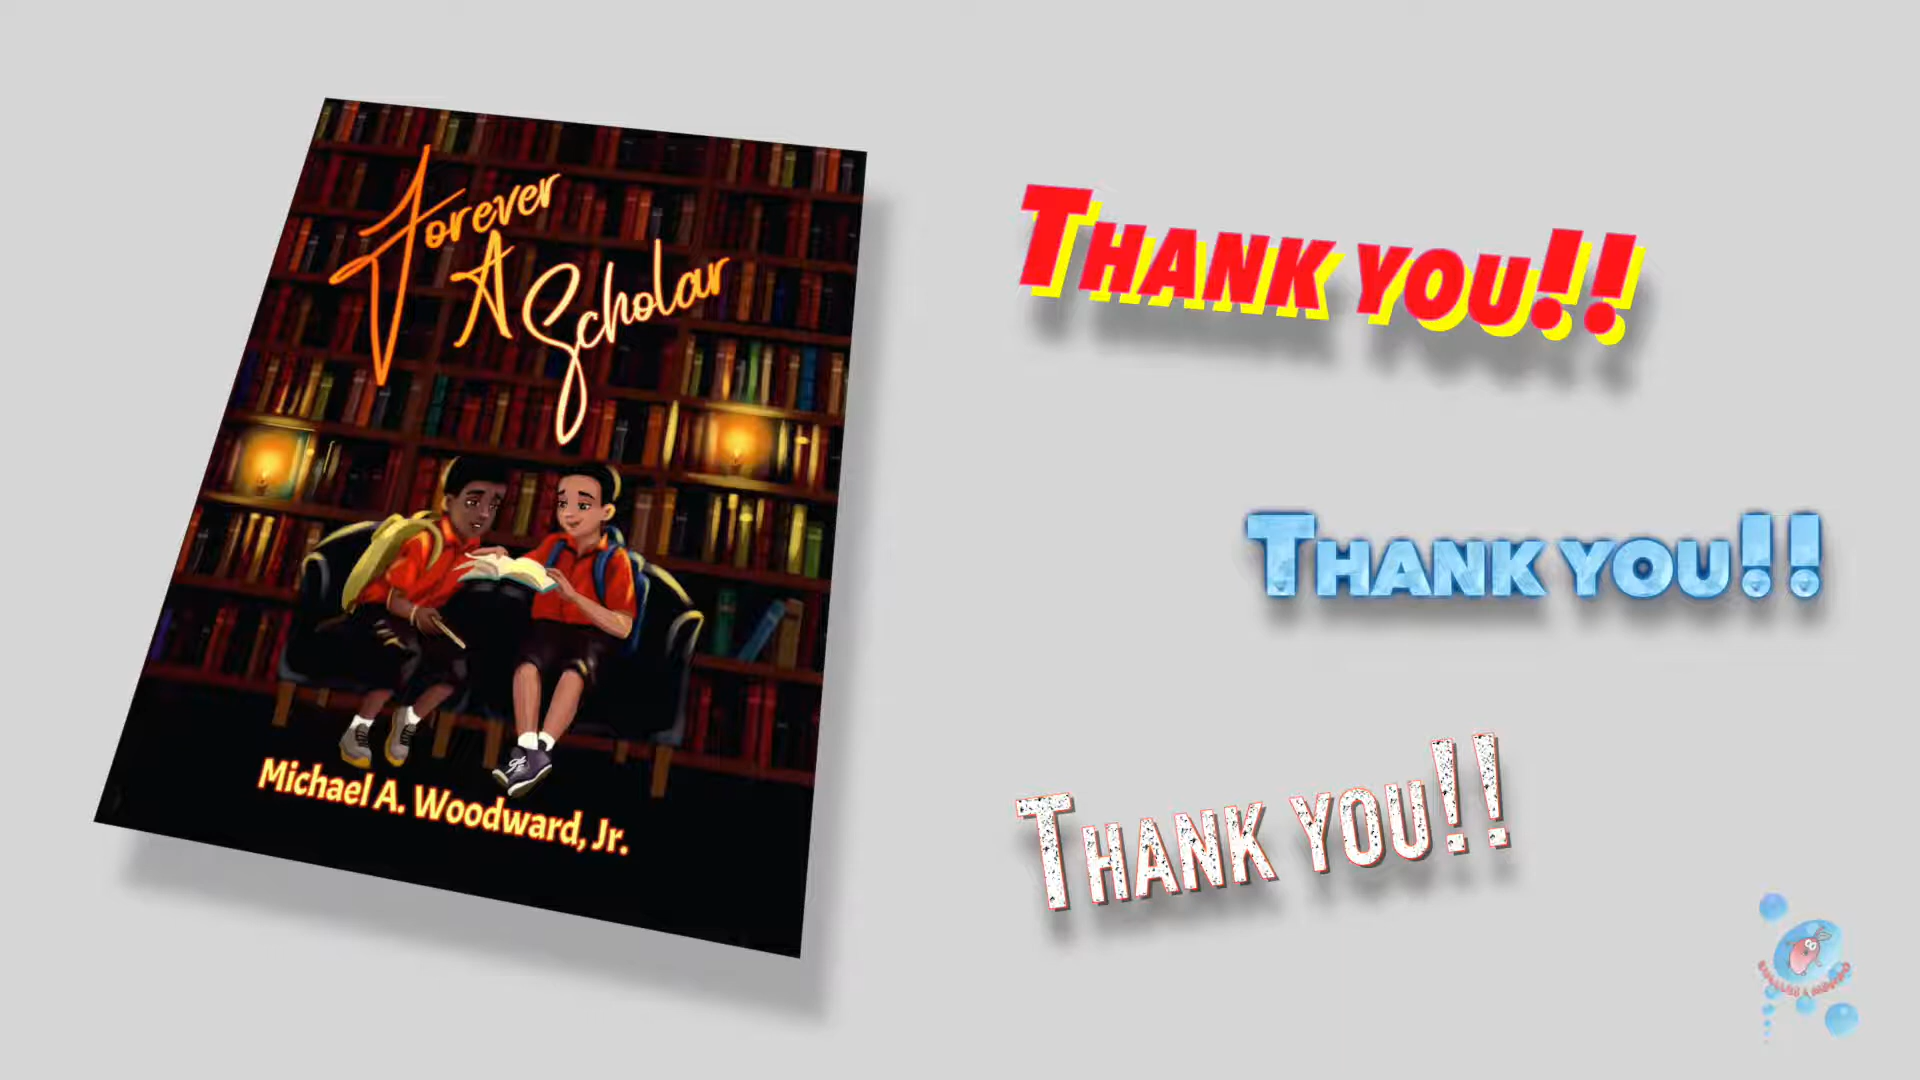 Forever
A
Scholar
Michael A. Woodward, Jr.
THANK YOU!!
THANK YOU!!
THANK YOU!!